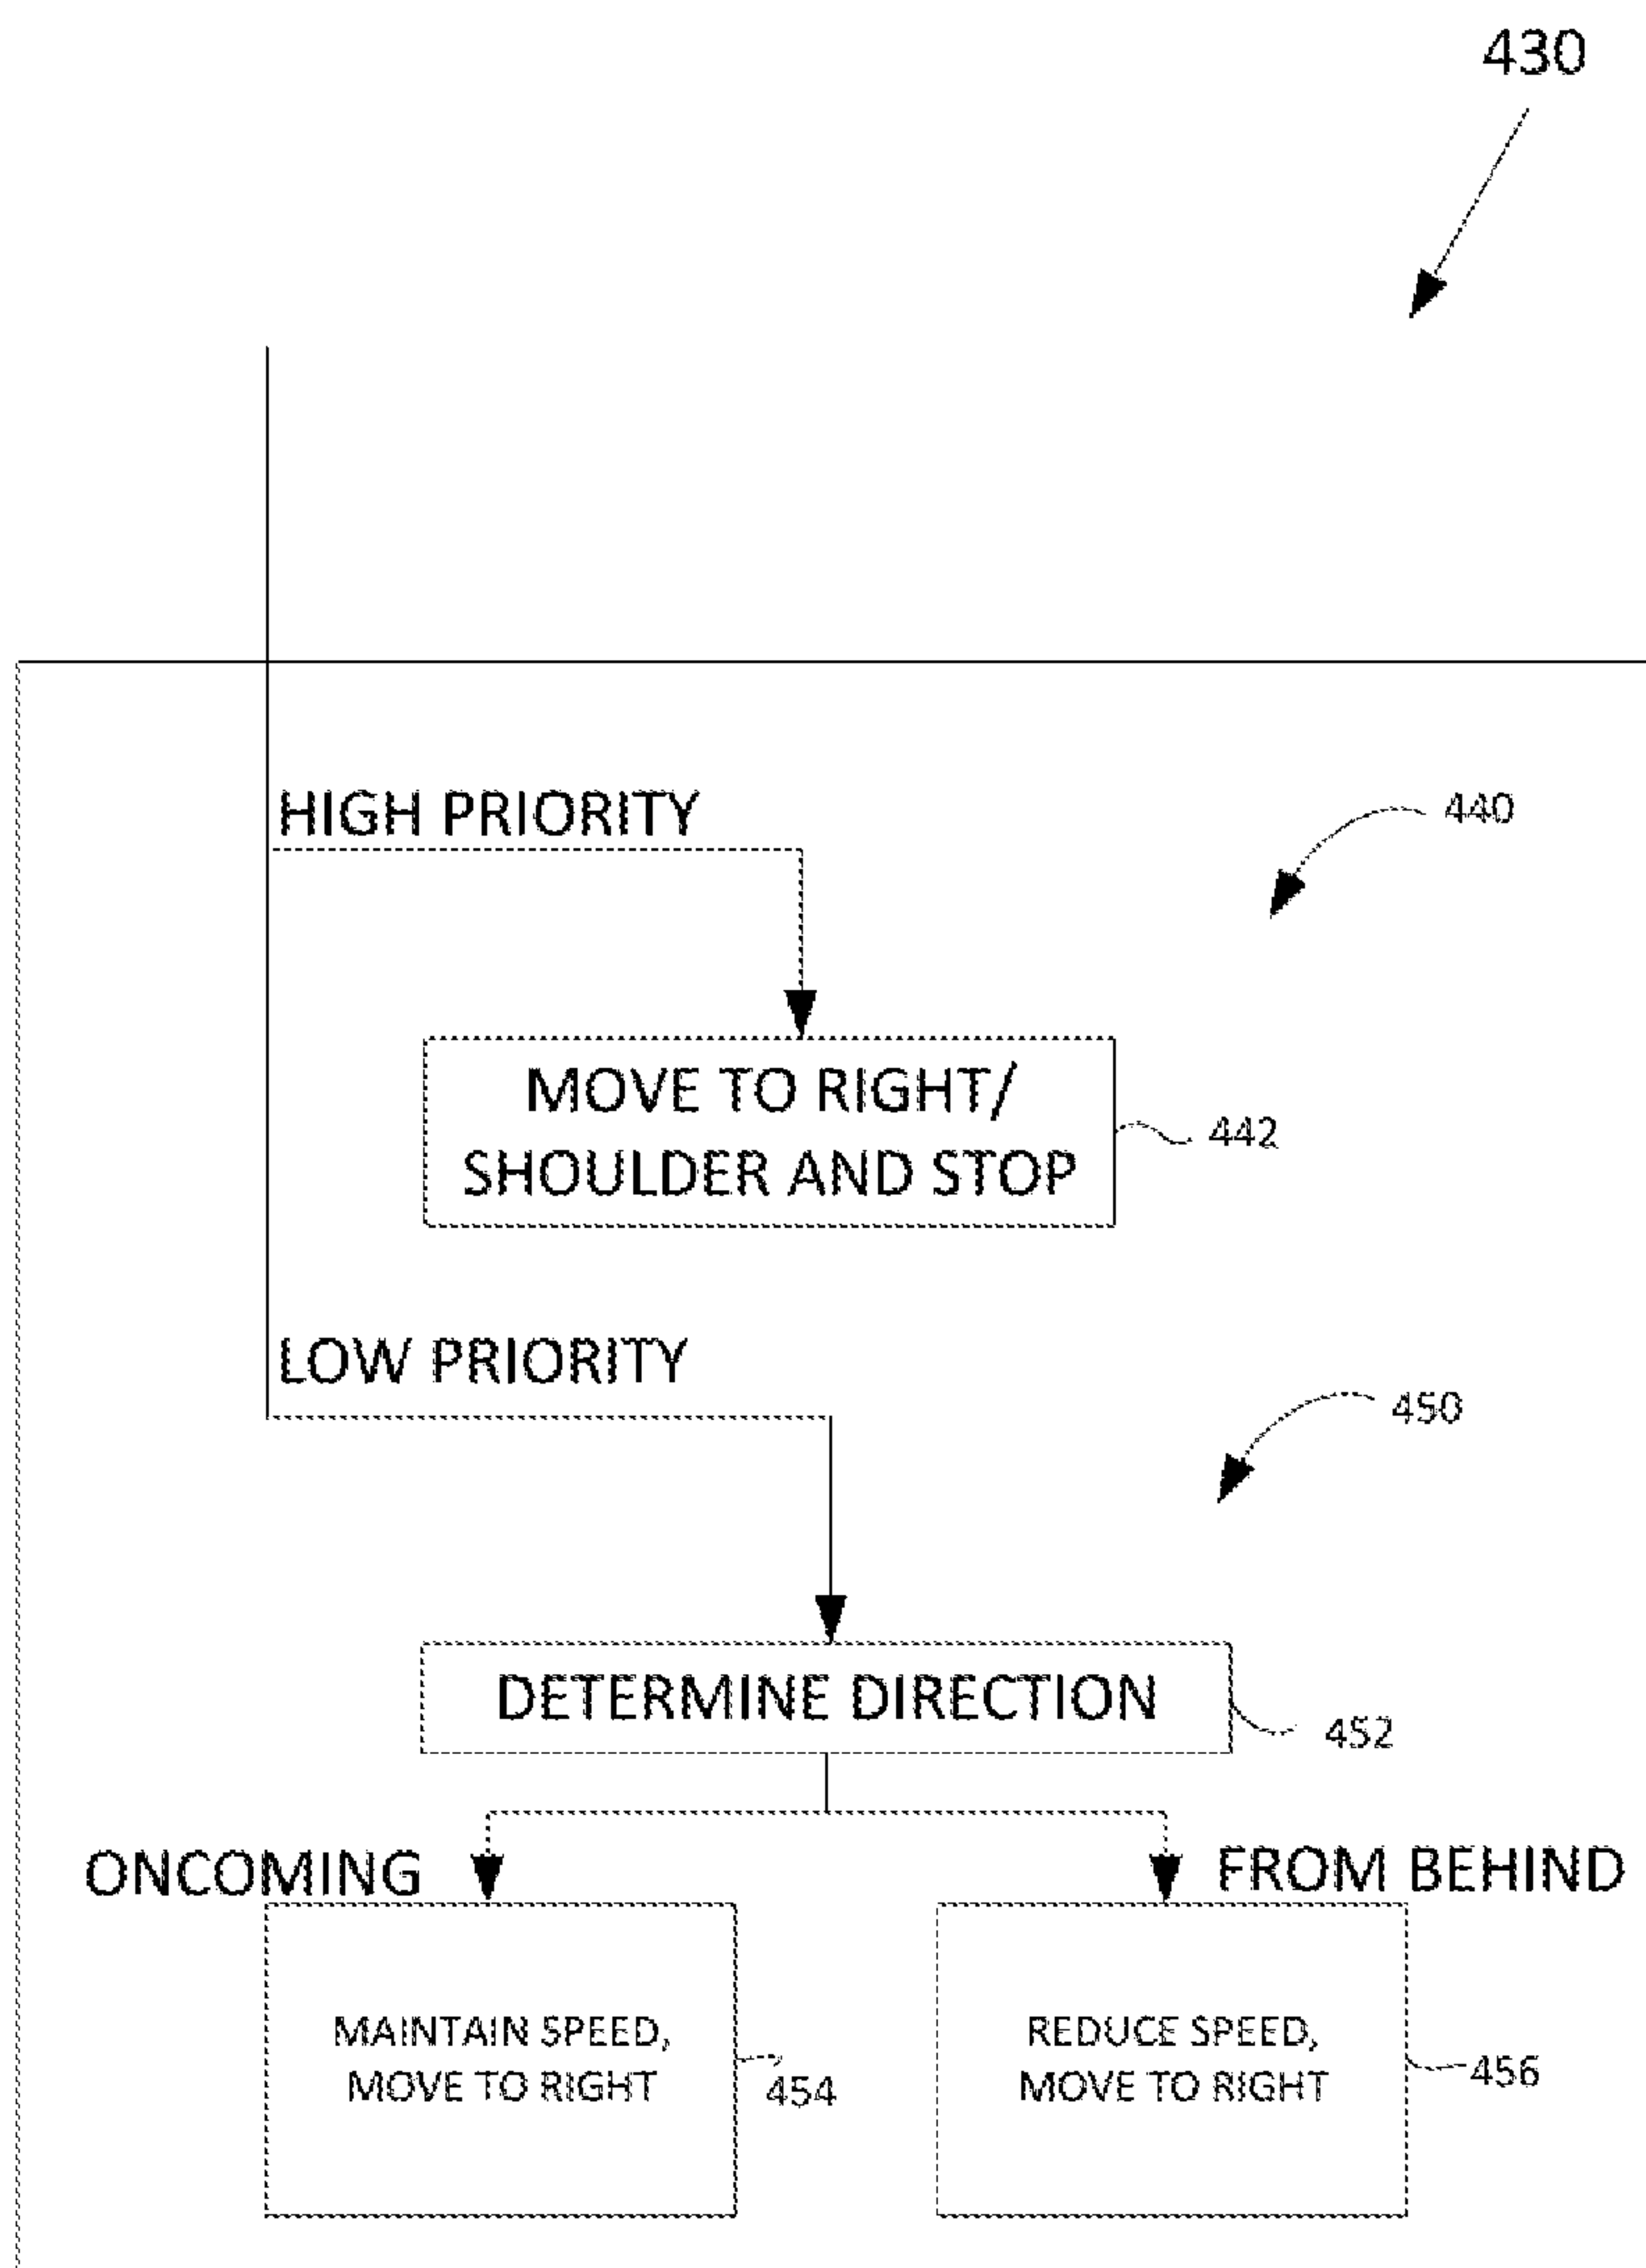 430
HIGH PRIORITY
440
MOVE TO RIGHT/
SHOULDER AND STOP
442
LOW PRIORITY
450
DETERMINE DIRECTION
452
ONCOMING
FROM BEHIND
MAINTAIN SPEED,
MOVE TO RIGHT
454
REDUCE SPEED,
MOVE TO RIGHT
456